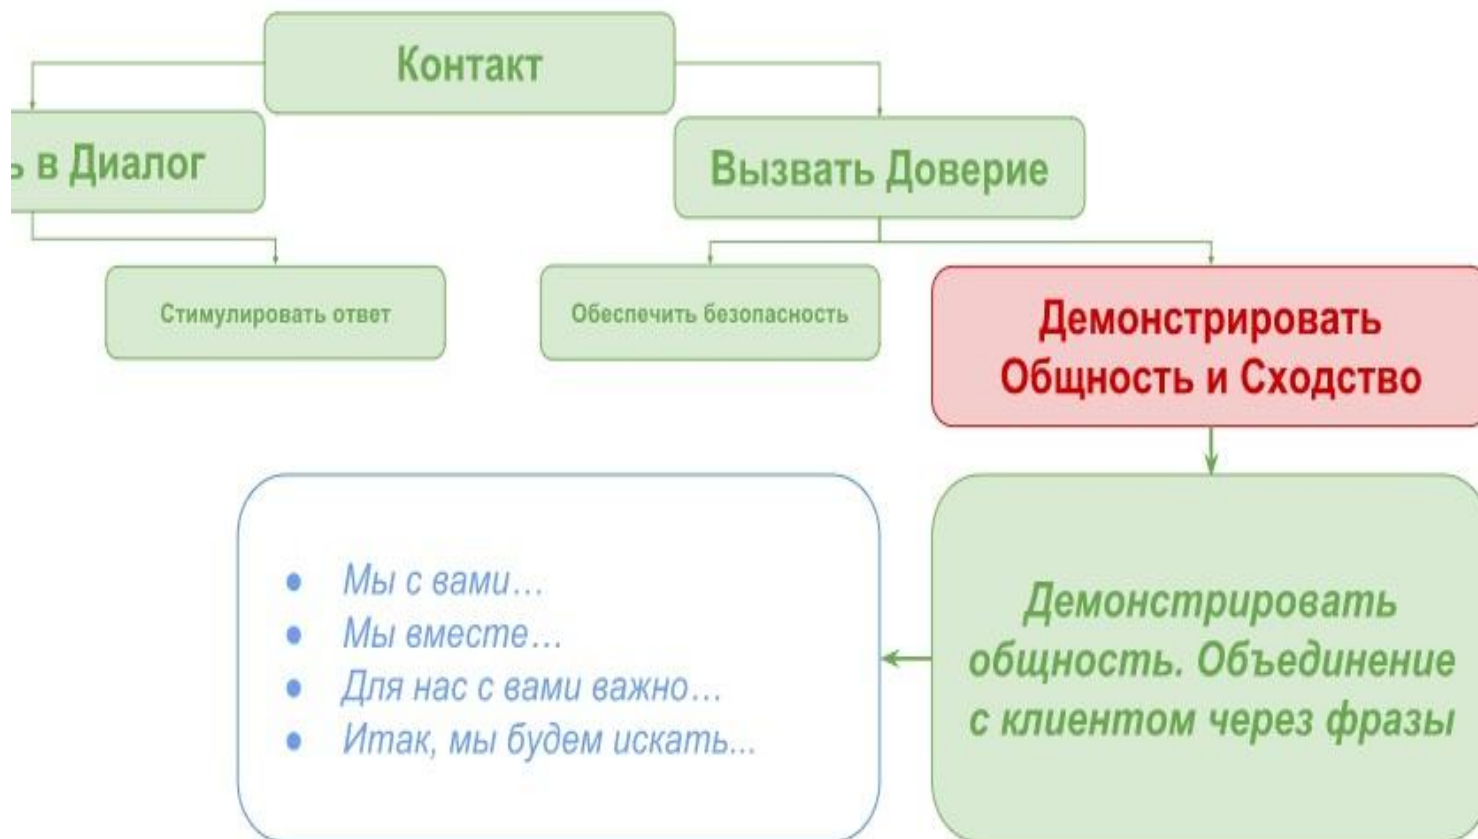 Контакт
ь в Диалог
Вызвать Доверие
Стимулировать ответ
Обеспечить безопасность
Демонстрировать
Общность и Сходство
● Мы с вами…
● Мы вместе…
● Для нас с вами важно…
● Итак, мы будем искать...
Демонстрировать
общность. Объединение
с клиентом через фразы